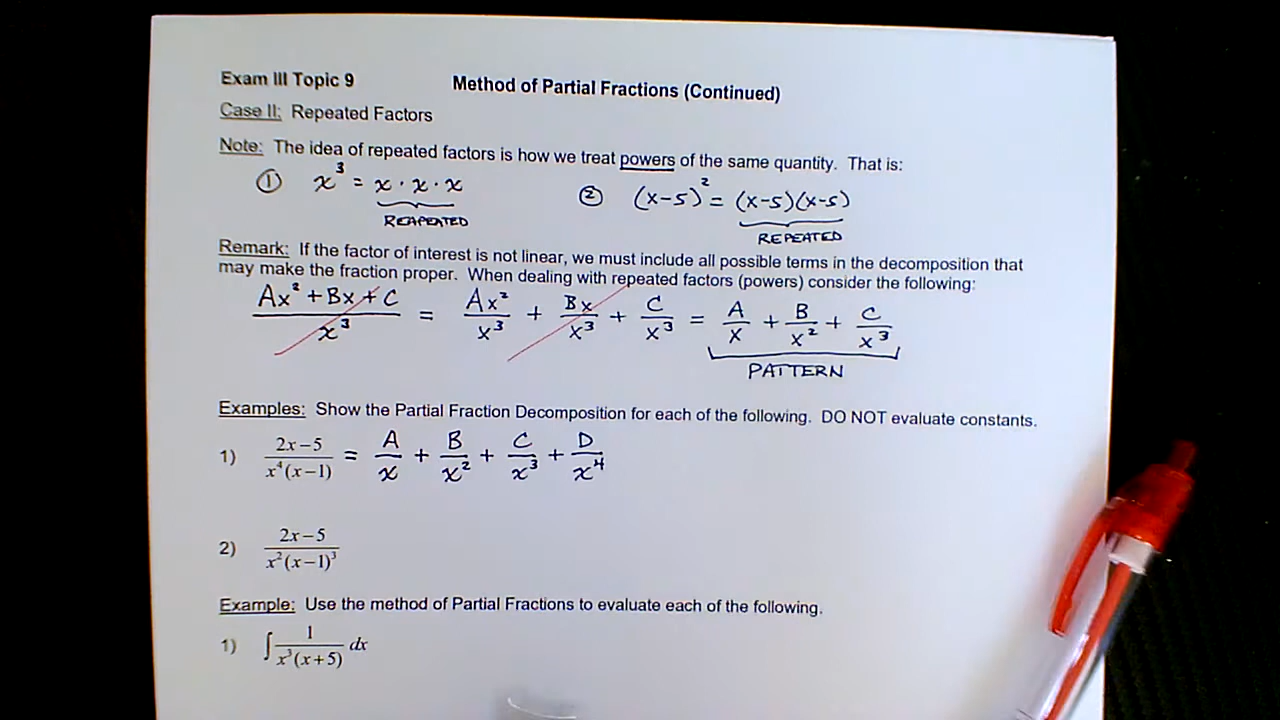 Exam III Topic 9 Method of Partial Fractions (Continued)
Case II: Repeated Factors
Note: The idea of repeated factors is how we treat powers of the same quantity. That is:
① x³ = x · x · x ② (x-5)² = (x-5)(x-5)
REAPEATED REPEATED
Remark: If the factor of interest is not linear, we must include all possible terms in the decomposition that
may make the fraction proper. When dealing with repeated factors (powers) consider the following:
(Ax² + Bx + C)/x³ = Ax²/x³ + Bx/x³ + C/x³ = A/x + B/x² + C/x³
PATTERN
Examples: Show the Partial Fraction Decomposition for each of the following. DO NOT evaluate constants.
1) (2x-5)/(x⁴(x-1)) = A/x + B/x² + C/x³ + D/x⁴
2) (2x-5)/(x²(x-1)³)
Example: Use the method of Partial Fractions to evaluate each of the following.
1) ∫ 1/(x³(x+5)) dx